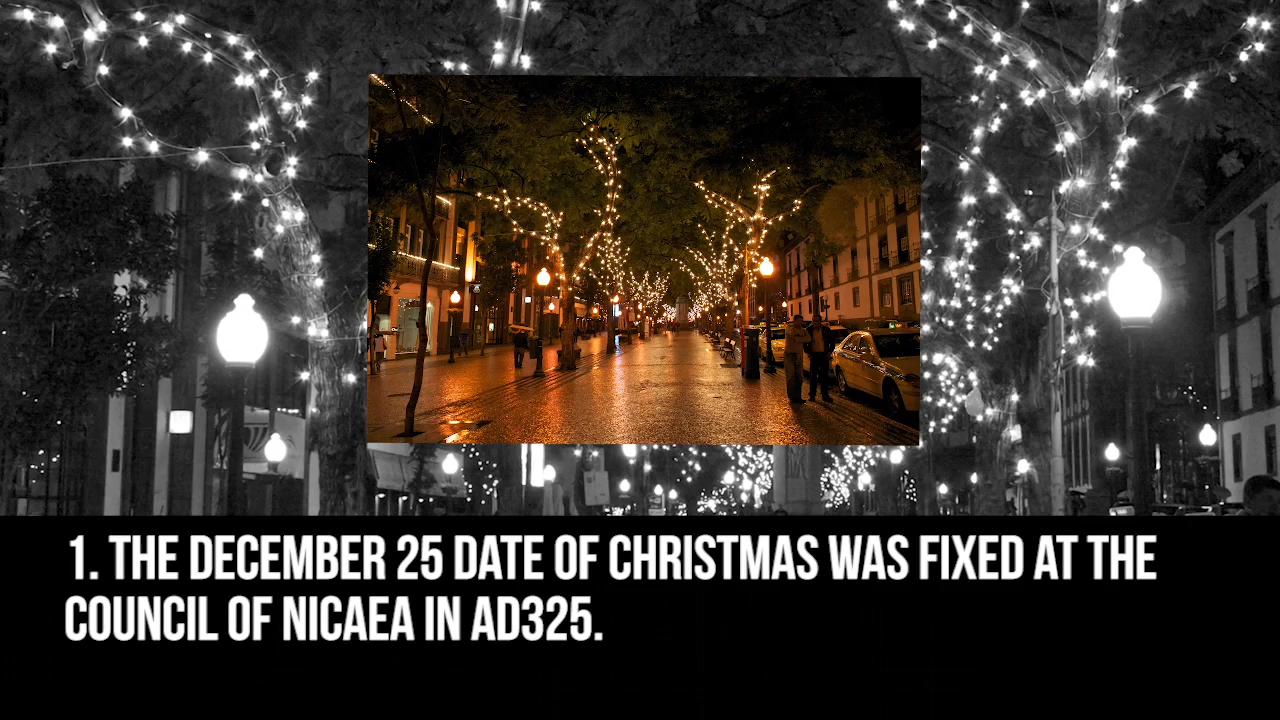 1. THE DECEMBER 25 DATE OF CHRISTMAS WAS FIXED AT THE
COUNCIL OF NICAEA IN AD325.